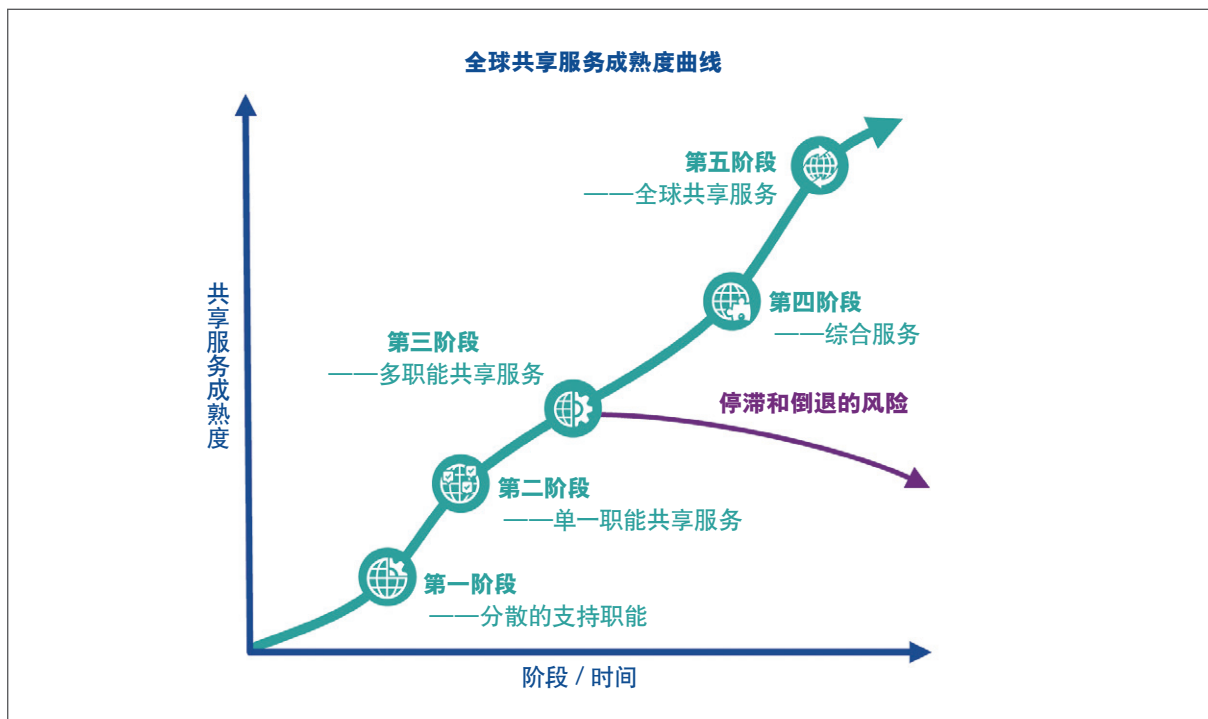 全球共享服务成熟度曲线
第五阶段
——全球共享服务
第四阶段
——综合服务
第三阶段
——多职能共享服务
停滞和倒退的风险
第二阶段
——单一职能共享服务
第一阶段
——分散的支持职能
共享服务成熟度
阶段 / 时间